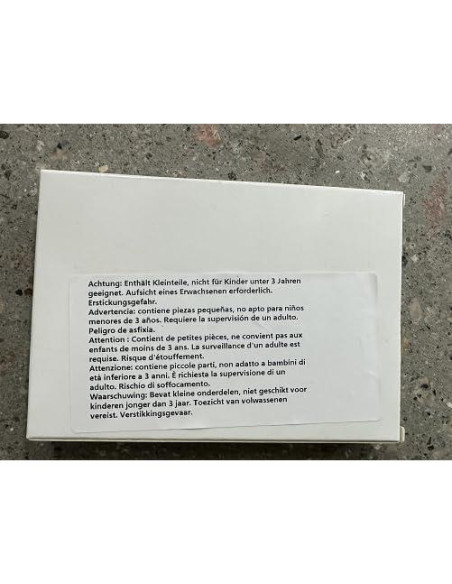 Achtung: Enthält Kleinteile, nicht für Kinder unter 3 Jahren
geeignet. Aufsicht eines Erwachsenen erforderlich.
Erstickungsgefahr.
Advertencia: contiene piezas pequeñas, no apto para niños
menores de 3 años. Requiere la supervisión de un adulto.
Peligro de asfixia.
Attention : Contient de petites pièces, ne convient pas aux
enfants de moins de 3 ans. La surveillance d'un adulte est
requise. Risque d'étouffement.
Attenzione: contiene piccole parti, non adatto a bambini di
età inferiore a 3 anni. È richiesta la supervisione di un
adulto. Rischio di soffocamento.
Waarschuwing: Bevat kleine onderdelen, niet geschikt voor
kinderen jonger dan 3 jaar. Toezicht van volwassenen
vereist. Verstikkingsgevaar.